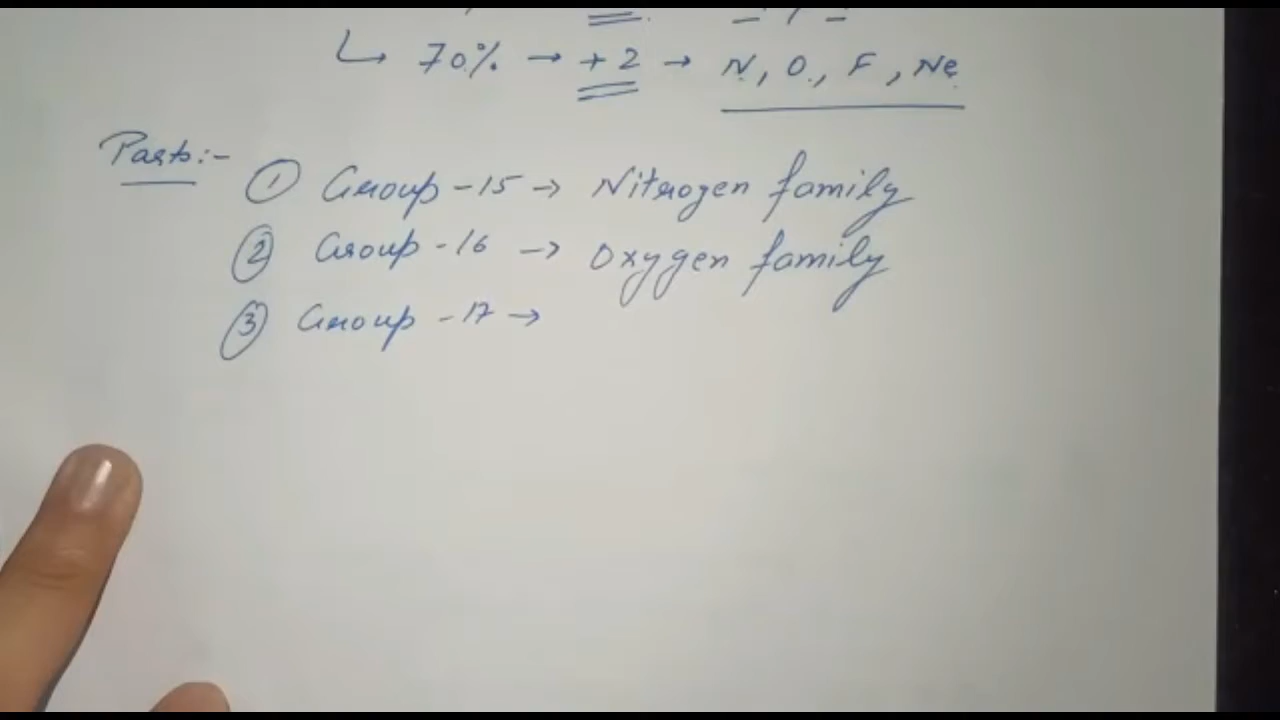 ↳ 70% → +2 → N, O, F, Ne
Parts:-
① Group-15 → Nitrogen family
② Group-16 → Oxygen family
③ Group-17 →